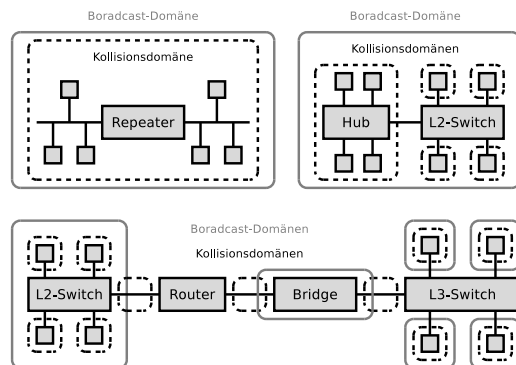 Boradcast-Domäne
Kollisionsdomäne
Repeater
Boradcast-Domäne
Kollisionsdomänen
Hub
L2-Switch
Boradcast-Domänen
Kollisionsdomänen
L2-Switch
Router
Bridge
L3-Switch